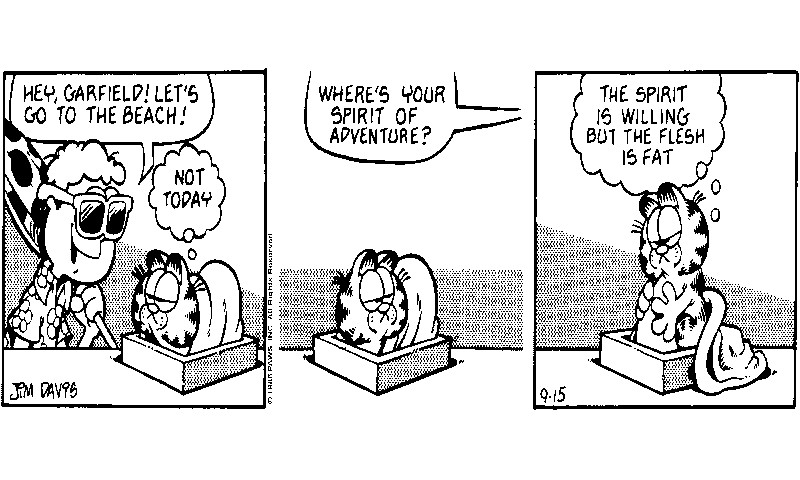 HEY, GARFIELD! LET'S
GO TO THE BEACH!
NOT
TODAY
JIM DAVIS
WHERE'S YOUR
SPIRIT OF
ADVENTURE?
THE SPIRIT
IS WILLING
BUT THE FLESH
IS FAT
9-15